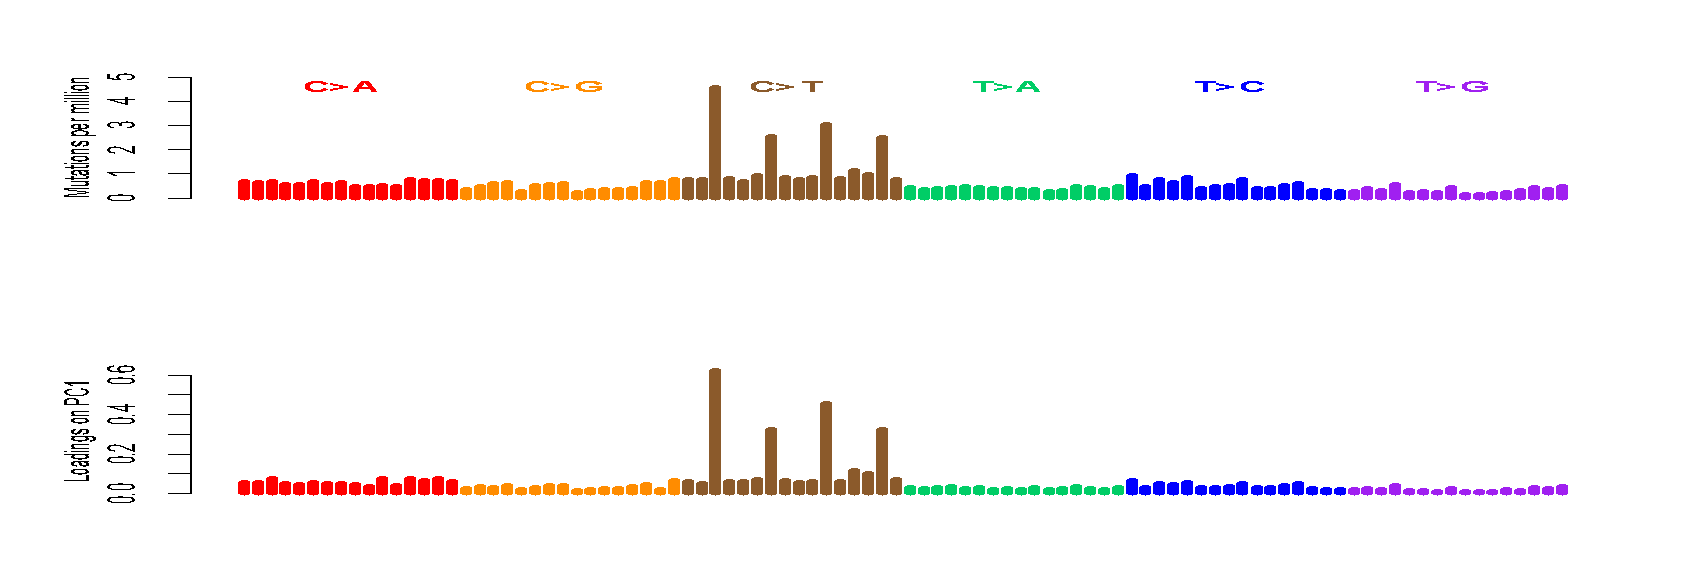 C>A C>G C>T T>A T>C T>G
Mutations per million
0 1 2 3 4 5
Loadings on PC1
0.0 0.2 0.4 0.6